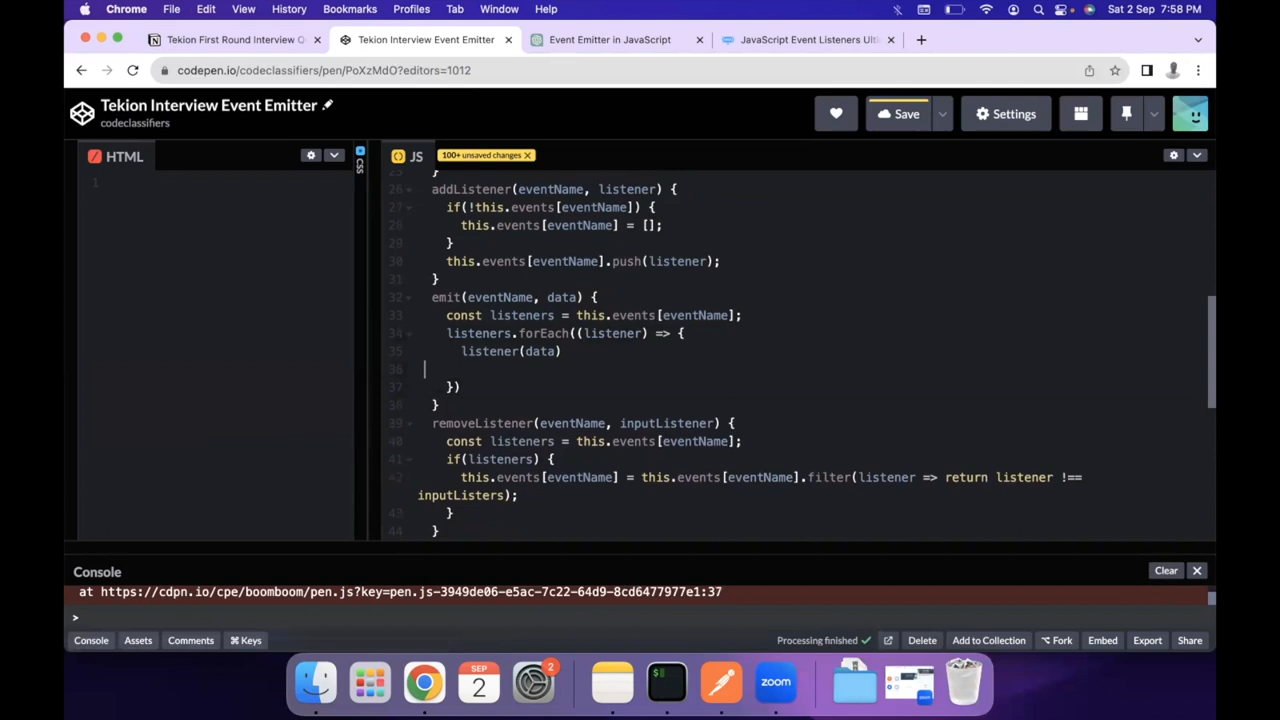 Chrome File Edit View History Bookmarks Profiles Tab Window Help Sat 2 Sep 7:58 PM
Tekion First Round Interview Q
Tekion Interview Event Emitter
Event Emitter in JavaScript
JavaScript Event Listeners Ulti
codepen.io/codeclassifiers/pen/PoXzMdO?editors=1012
Tekion Interview Event Emitter
codeclassifiers
Save
Settings
HTML
1
CSS
JS
100+ unsaved changes
25 }
26 addListener(eventName, listener) {
27 if(!this.events[eventName]) {
28 this.events[eventName] = [];
29 }
30 this.events[eventName].push(listener);
31 }
32 emit(eventName, data) {
33 const listeners = this.events[eventName];
34 listeners.forEach((listener) => {
35 listener(data)
36
37 })
38 }
39 removeListener(eventName, inputListener) {
40 const listeners = this.events[eventName];
41 if(listeners) {
42 this.events[eventName] = this.events[eventName].filter(listener => return listener !==
inputListers);
43 }
44 }
Console
Clear
at https://cdpn.io/cpe/boomboom/pen.js?key=pen.js-3949de06-e5ac-7c22-64d9-8cd6477977e1:37
>
Console Assets Comments ⌘ Keys Processing finished Delete Add to Collection Fork Embed Export Share
SEP
2
2
$
zoom